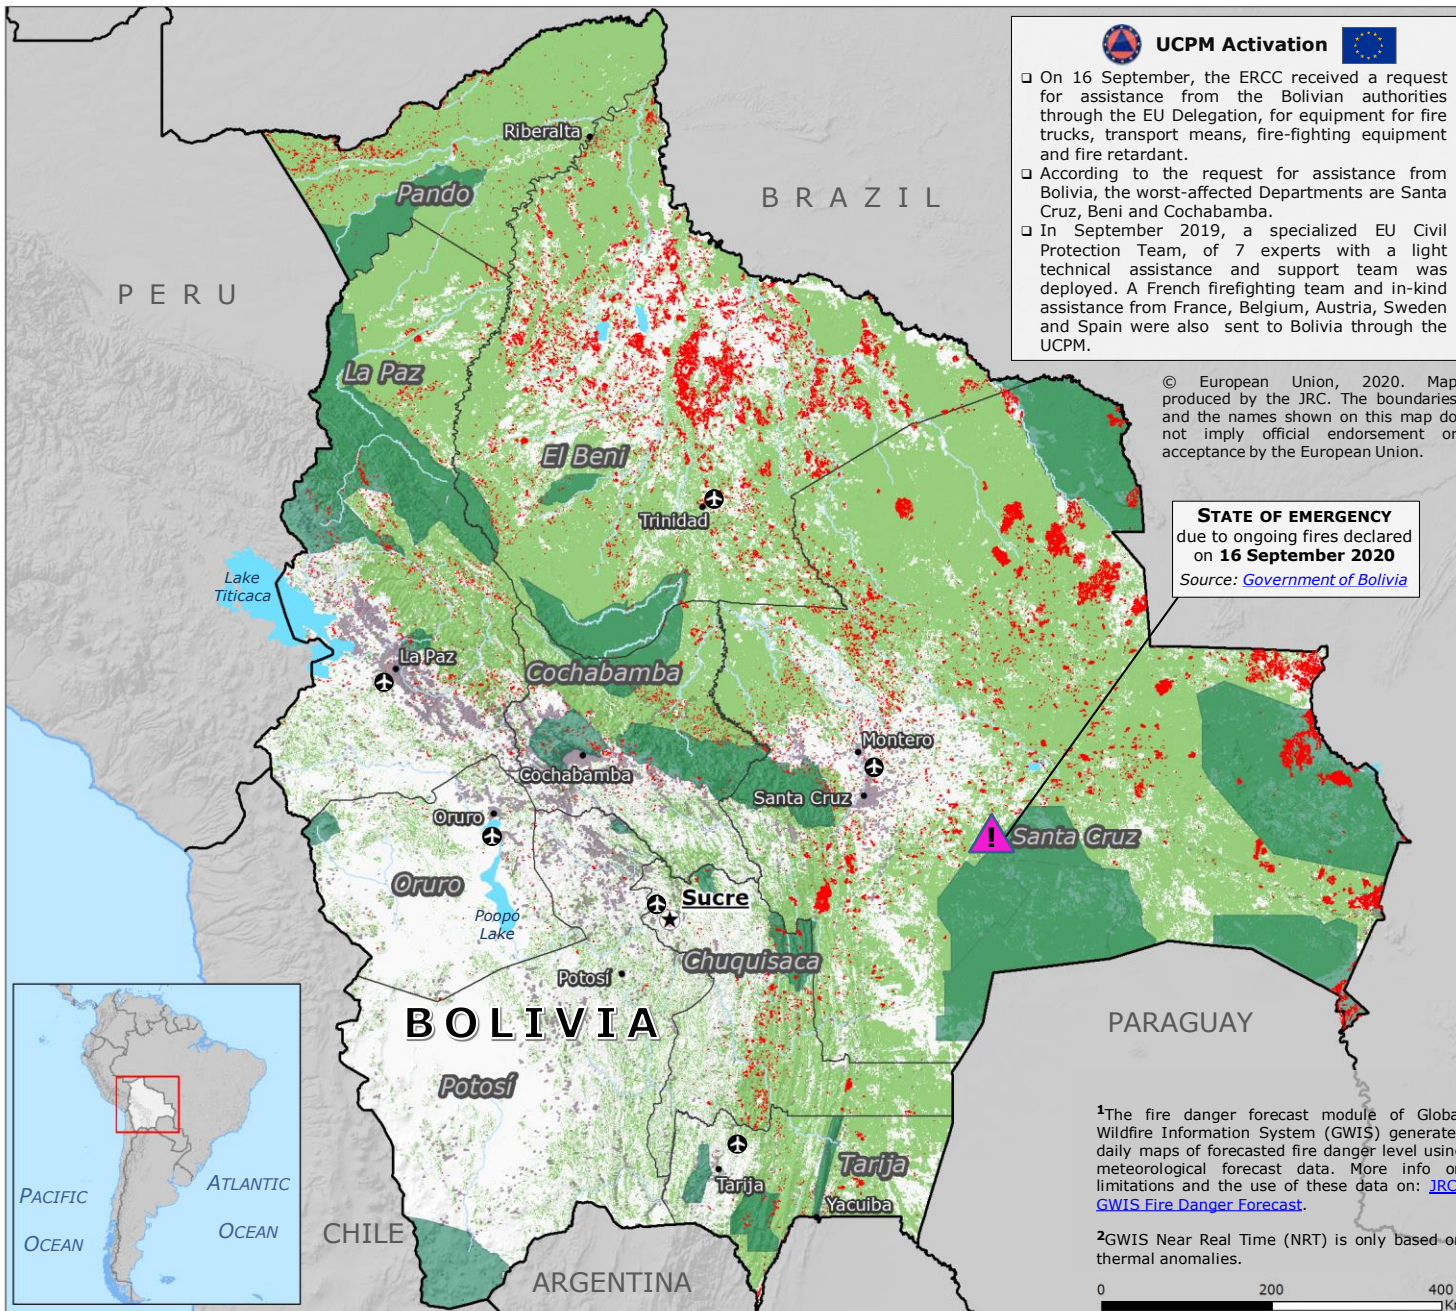 UCPM Activation
❑ On 16 September, the ERCC received a request
for assistance from the Bolivian authorities
through the EU Delegation, for equipment for fire
trucks, transport means, fire-fighting equipment
and fire retardant.
❑ According to the request for assistance from
Bolivia, the worst-affected Departments are Santa
Cruz, Beni and Cochabamba.
❑ In September 2019, a specialized EU Civil
Protection Team, of 7 experts with a light
technical assistance and support team was
deployed. A French firefighting team and in-kind
assistance from France, Belgium, Austria, Sweden
and Spain were also sent to Bolivia through the
UCPM.
© European Union, 2020. Map
produced by the JRC. The boundaries
and the names shown on this map do
not imply official endorsement or
acceptance by the European Union.
STATE OF EMERGENCY
due to ongoing fires declared
on 16 September 2020
Source: Government of Bolivia
Riberalta
Pando
BRAZIL
PERU
La Paz
El Beni
Trinidad
Lake
Titicaca
La Paz
Cochabamba
Montero
Cochabamba
Santa Cruz
Oruro
!
Santa Cruz
Oruro
Sucre
Poopó
Lake
Chuquisaca
Potosí
BOLIVIA
PARAGUAY
Potosí
Tarija
Tarija
Yacuiba
CHILE
ARGENTINA
PACIFIC
OCEAN
ATLANTIC
OCEAN
1The fire danger forecast module of Globa
Wildfire Information System (GWIS) generate
daily maps of forecasted fire danger level using
meteorological forecast data. More info on
limitations and the use of these data on: JRC
GWIS Fire Danger Forecast.
2GWIS Near Real Time (NRT) is only based on
thermal anomalies.
0 200 400
K